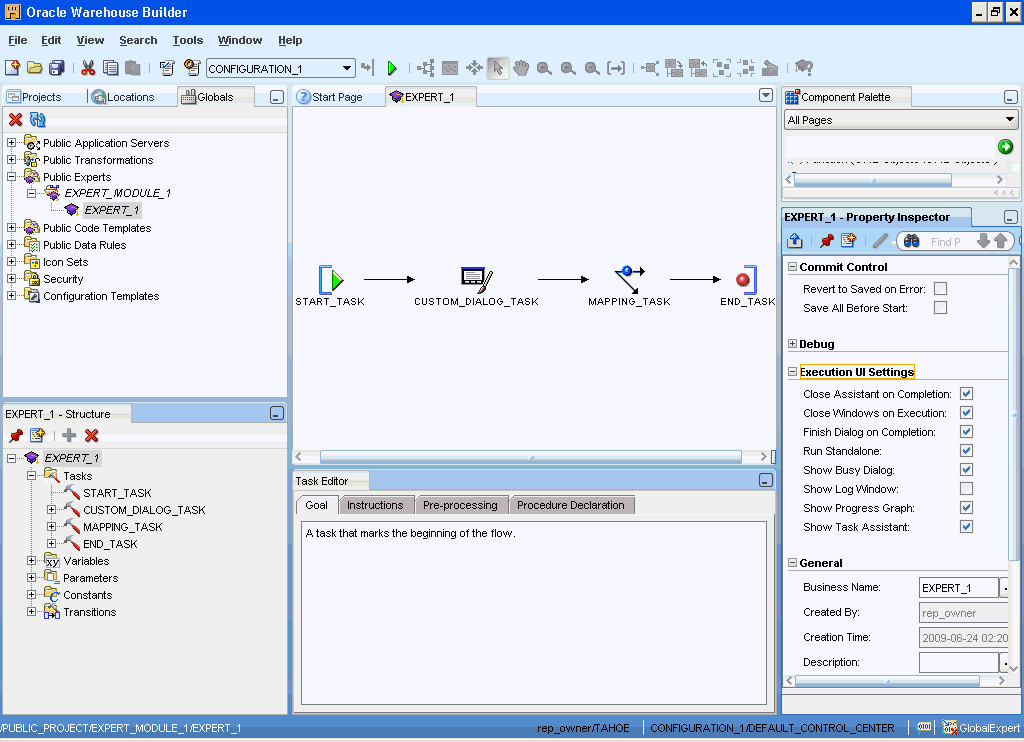 Oracle Warehouse Builder
File Edit View Search Tools Window Help
CONFIGURATION_1
Projects Locations Globals
Public Application Servers
Public Transformations
Public Experts
EXPERT_MODULE_1
EXPERT_1
Public Code Templates
Public Data Rules
Icon Sets
Security
Configuration Templates
EXPERT_1 - Structure
EXPERT_1
Tasks
START_TASK
CUSTOM_DIALOG_TASK
MAPPING_TASK
END_TASK
Variables
Parameters
Constants
Transitions
Start Page EXPERT_1
START_TASK CUSTOM_DIALOG_TASK MAPPING_TASK END_TASK
Task Editor
Goal Instructions Pre-processing Procedure Declaration
A task that marks the beginning of the flow.
Component Palette
All Pages
EXPERT_1 - Property Inspector
Find P
Commit Control
Revert to Saved on Error:
Save All Before Start:
Debug
Execution UI Settings
Close Assistant on Completion:
Close Windows on Execution:
Finish Dialog on Completion:
Run Standalone:
Show Busy Dialog:
Show Log Window:
Show Progress Graph:
Show Task Assistant:
General
Business Name: EXPERT_1
Created By: rep_owner
Creation Time: 2009-06-24 02:20
Description:
/PUBLIC_PROJECT/EXPERT_MODULE_1/EXPERT_1 rep_owner/TAHOE CONFIGURATION_1/DEFAULT_CONTROL_CENTER GlobalExpert